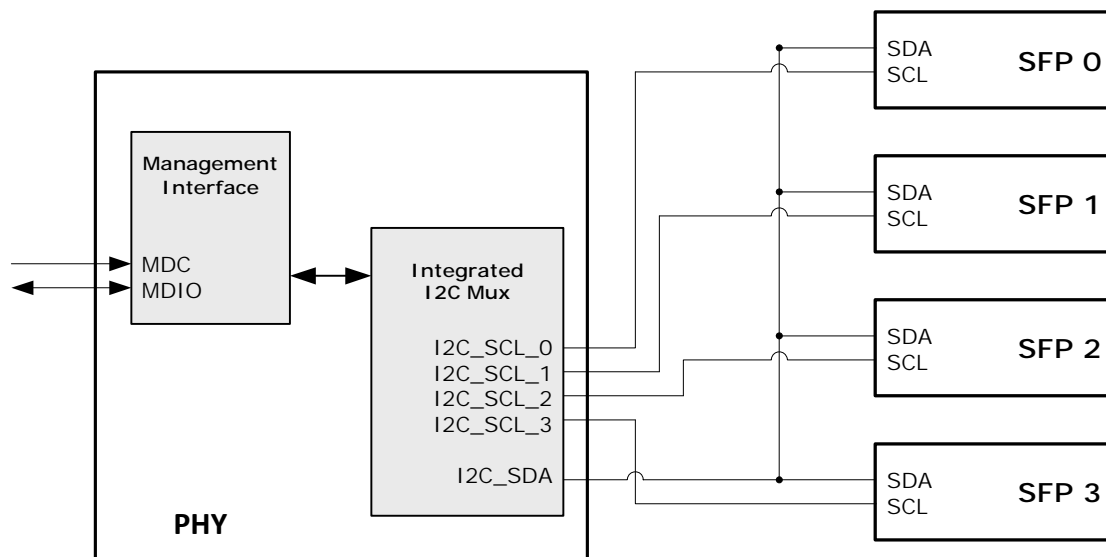 SDA
SCL
SFP 0
Management
Interface
MDC
MDIO
SDA
SCL
SFP 1
Integrated
I2C Mux
I2C_SCL_0
I2C_SCL_1
I2C_SCL_2
I2C_SCL_3
I2C_SDA
SDA
SCL
SFP 2
SDA
SCL
SFP 3
PHY